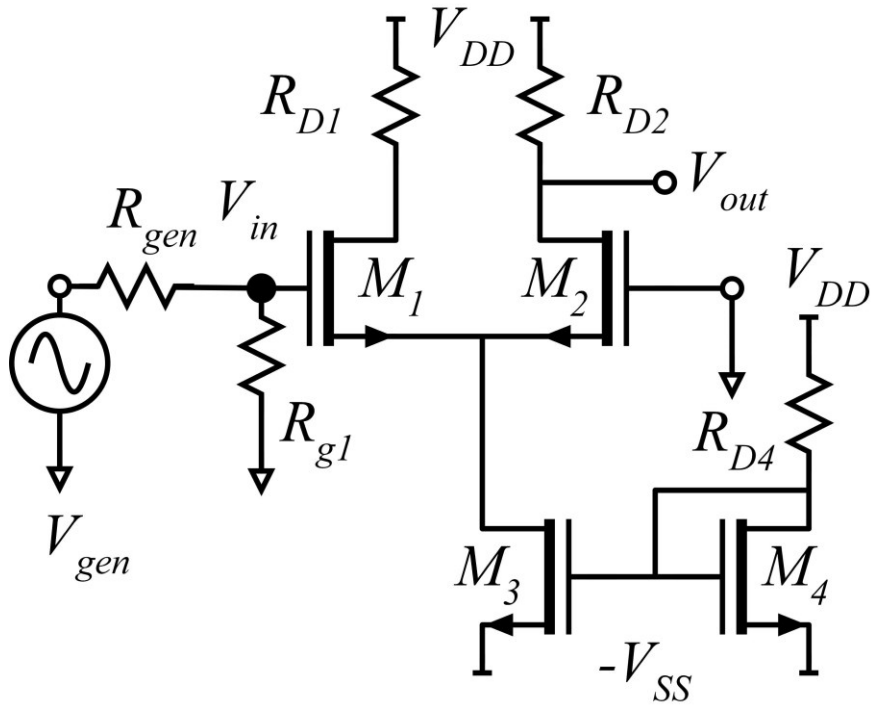 V_DD
R_D1
R_D2
V_out
R_gen
V_in
M_1
M_2
V_DD
R_g1
R_D4
V_gen
M_3
M_4
-V_SS